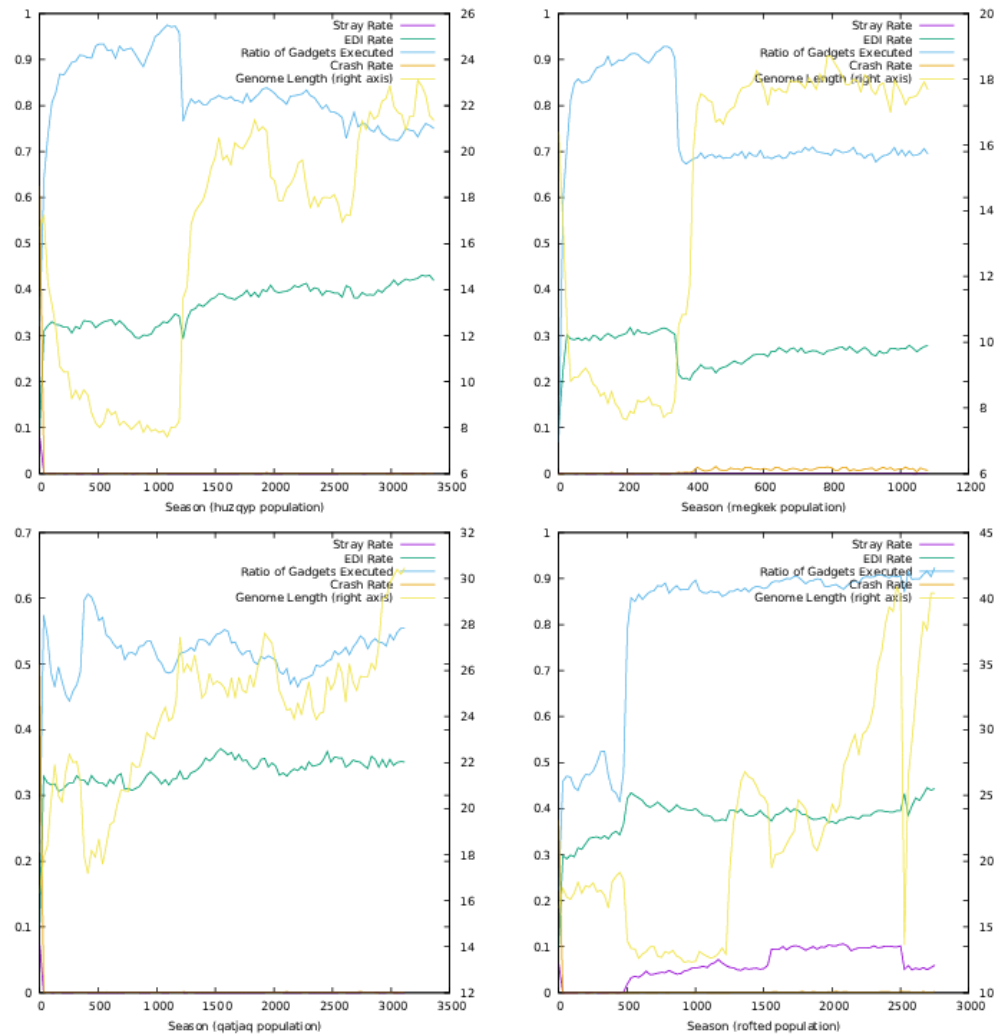 Stray Rate
EDI Rate
Ratio of Gadgets Executed
Crash Rate
Genome Length (right axis)
1
0.9
0.8
0.7
0.6
0.5
0.4
0.3
0.2
0.1
0
26
24
22
20
18
16
14
12
10
8
6
0 500 1000 1500 2000 2500 3000 3500
Season (huzqyp population)
Stray Rate
EDI Rate
Ratio of Gadgets Executed
Crash Rate
Genome Length (right axis)
1
0.9
0.8
0.7
0.6
0.5
0.4
0.3
0.2
0.1
0
20
18
16
14
12
10
8
6
0 200 400 600 800 1000 1200
Season (megkek population)
Stray Rate
EDI Rate
Ratio of Gadgets Executed
Crash Rate
Genome Length (right axis)
0.7
0.6
0.5
0.4
0.3
0.2
0.1
0
32
30
28
26
24
22
20
18
16
14
12
0 500 1000 1500 2000 2500 3000 3500
Season (qatjaq population)
Stray Rate
EDI Rate
Ratio of Gadgets Executed
Crash Rate
Genome Length (right axis)
1
0.9
0.8
0.7
0.6
0.5
0.4
0.3
0.2
0.1
0
45
40
35
30
25
20
15
10
0 500 1000 1500 2000 2500 3000
Season (rofted population)